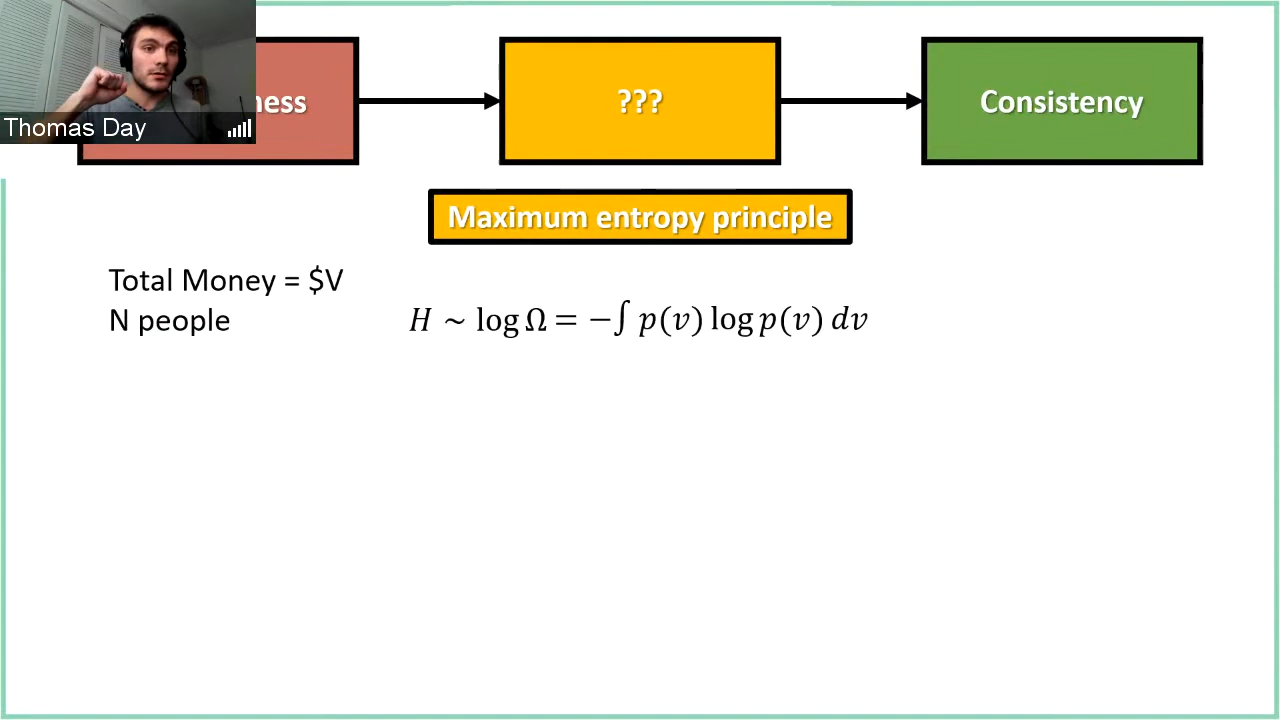 ness
???
Consistency
Thomas Day
Maximum entropy principle
Total Money = $V
N people
H ~ log Ω = −∫ p(v) log p(v) dv